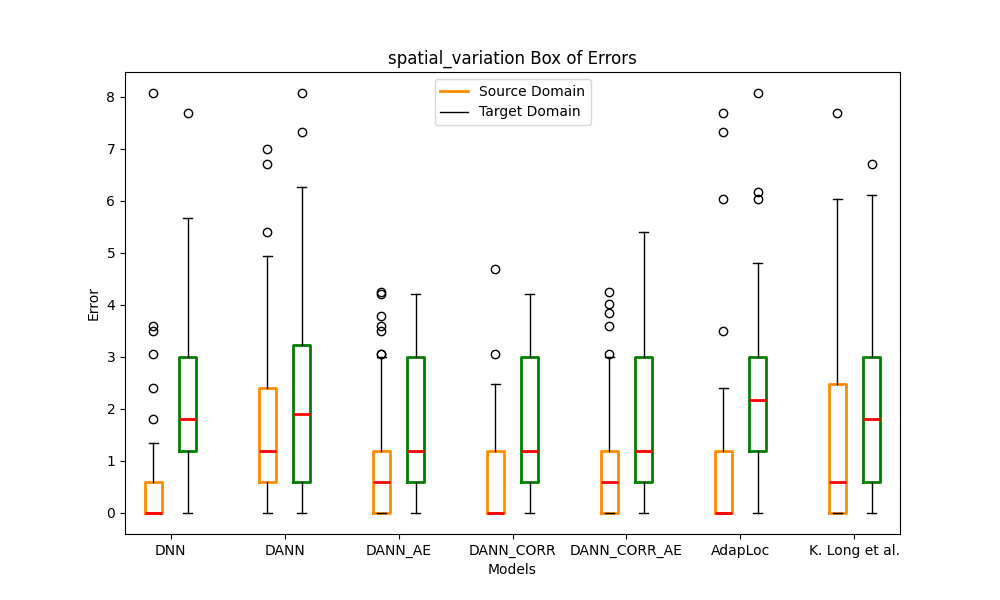 spatial_variation Box of Errors
Source Domain
Target Domain
8
7
6
5
4
3
2
1
0
Error
DNN DANN DANN_AE DANN_CORR DANN_CORR_AE AdapLoc K. Long et al.
Models